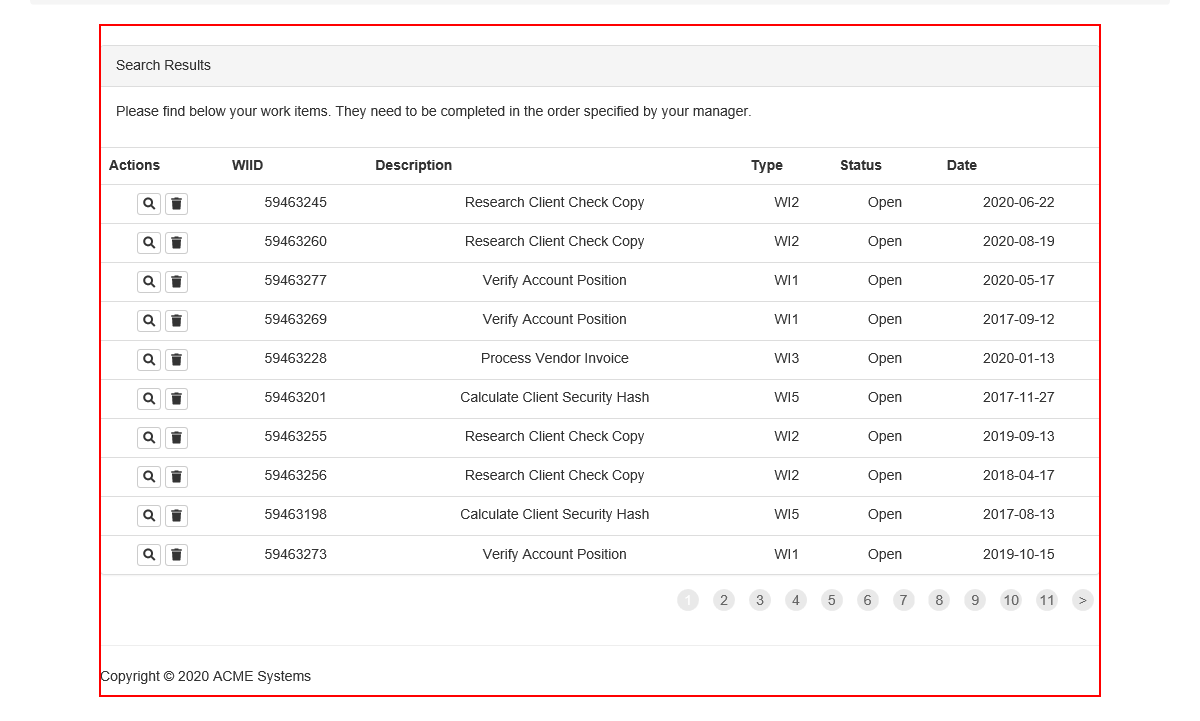 Search Results
Please find below your work items. They need to be completed in the order specified by your manager.
Actions WIID Description Type Status Date
59463245 Research Client Check Copy WI2 Open 2020-06-22
59463260 Research Client Check Copy WI2 Open 2020-08-19
59463277 Verify Account Position WI1 Open 2020-05-17
59463269 Verify Account Position WI1 Open 2017-09-12
59463228 Process Vendor Invoice WI3 Open 2020-01-13
59463201 Calculate Client Security Hash WI5 Open 2017-11-27
59463255 Research Client Check Copy WI2 Open 2019-09-13
59463256 Research Client Check Copy WI2 Open 2018-04-17
59463198 Calculate Client Security Hash WI5 Open 2017-08-13
59463273 Verify Account Position WI1 Open 2019-10-15
1 2 3 4 5 6 7 8 9 10 11 >
Copyright © 2020 ACME Systems